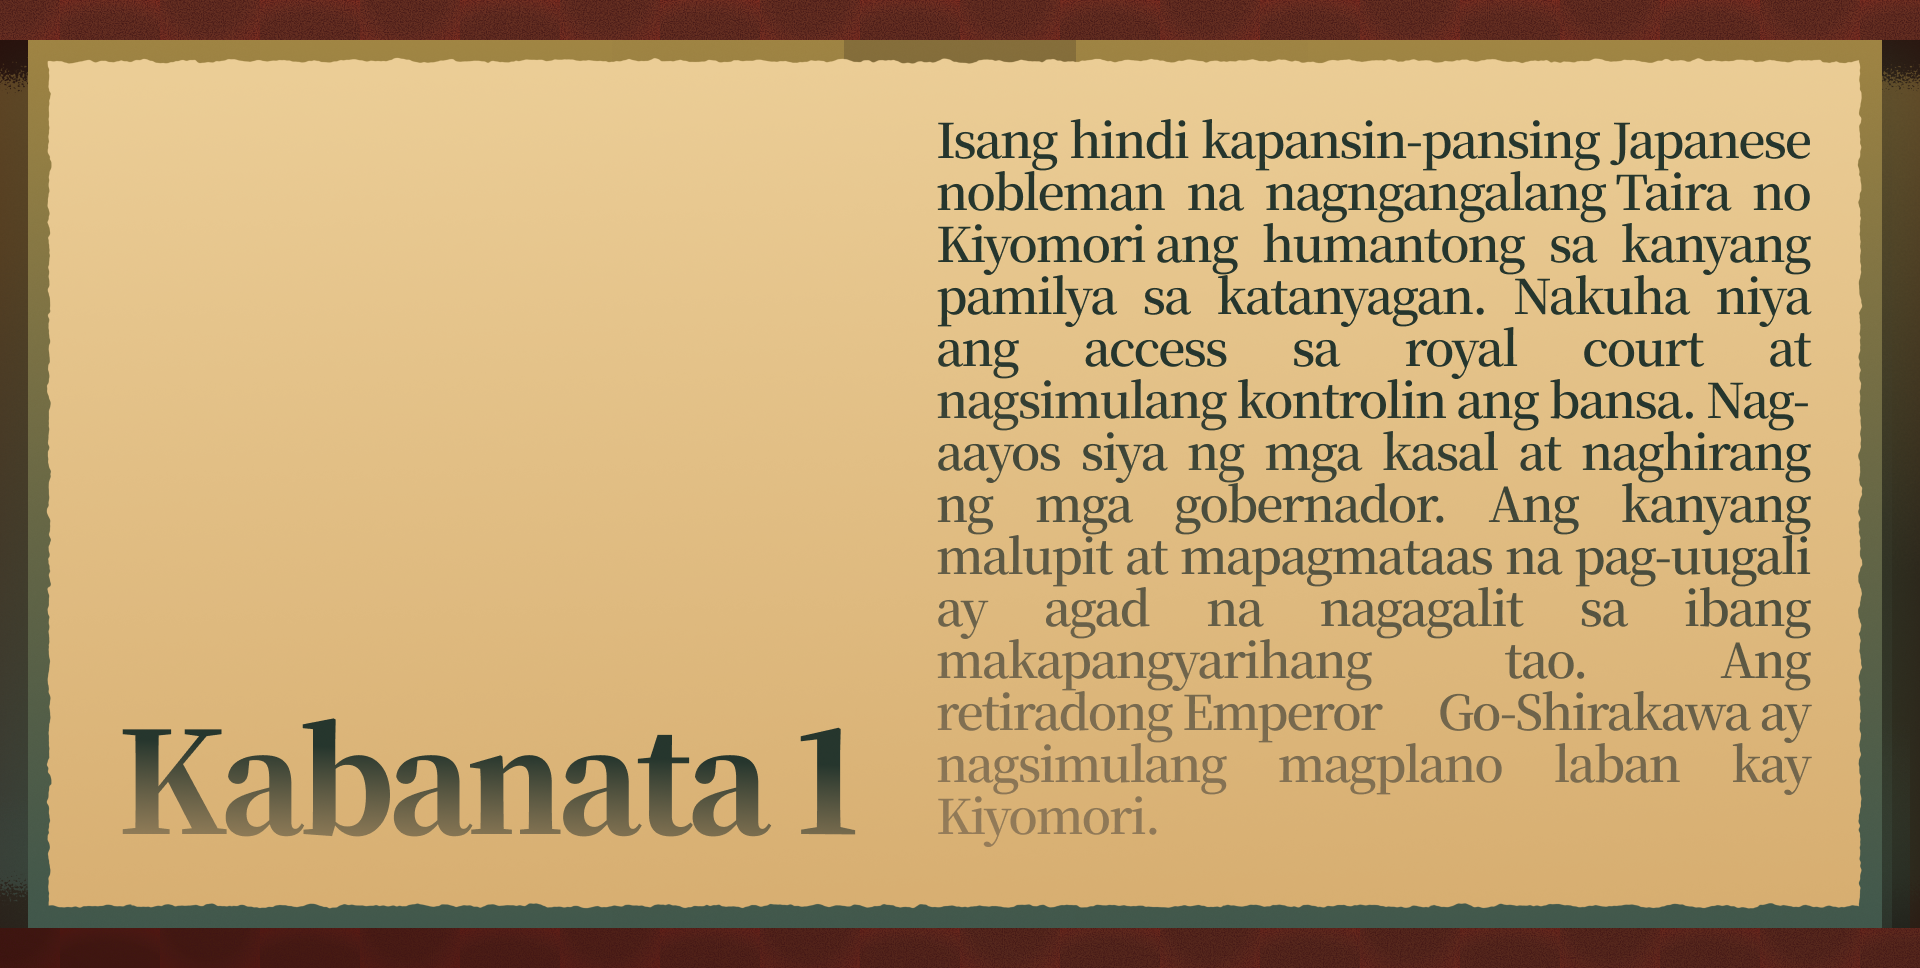 Kabanata 1
Isang hindi kapansin-pansing Japanese
nobleman na nagngangalang Taira no
Kiyomori ang humantong sa kanyang
pamilya sa katanyagan. Nakuha niya
ang access sa royal court at
nagsimulang kontrolin ang bansa. Nag-
aayos siya ng mga kasal at naghirang
ng mga gobernador. Ang kanyang
malupit at mapagmataas na pag-uugali
ay agad na nagagalit sa ibang
makapangyarihang tao. Ang
retiradong Emperor Go-Shirakawa ay
nagsimulang magplano laban kay
Kiyomori.